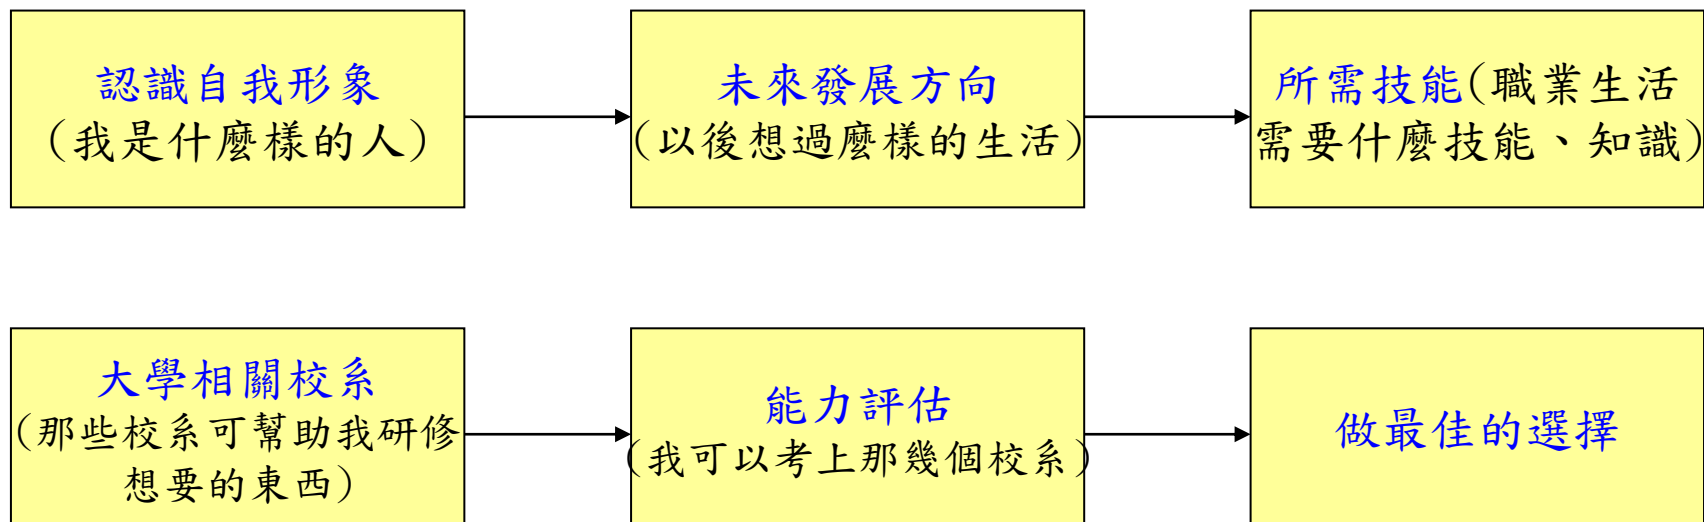 認識自我形象
(我是什麼樣的人)
未來發展方向
(以後想過麼樣的生活)
所需技能(職業生活
需要什麼技能、知識)
大學相關校系
(那些校系可幫助我研修
想要的東西)
能力評估
(我可以考上那幾個校系)
做最佳的選擇